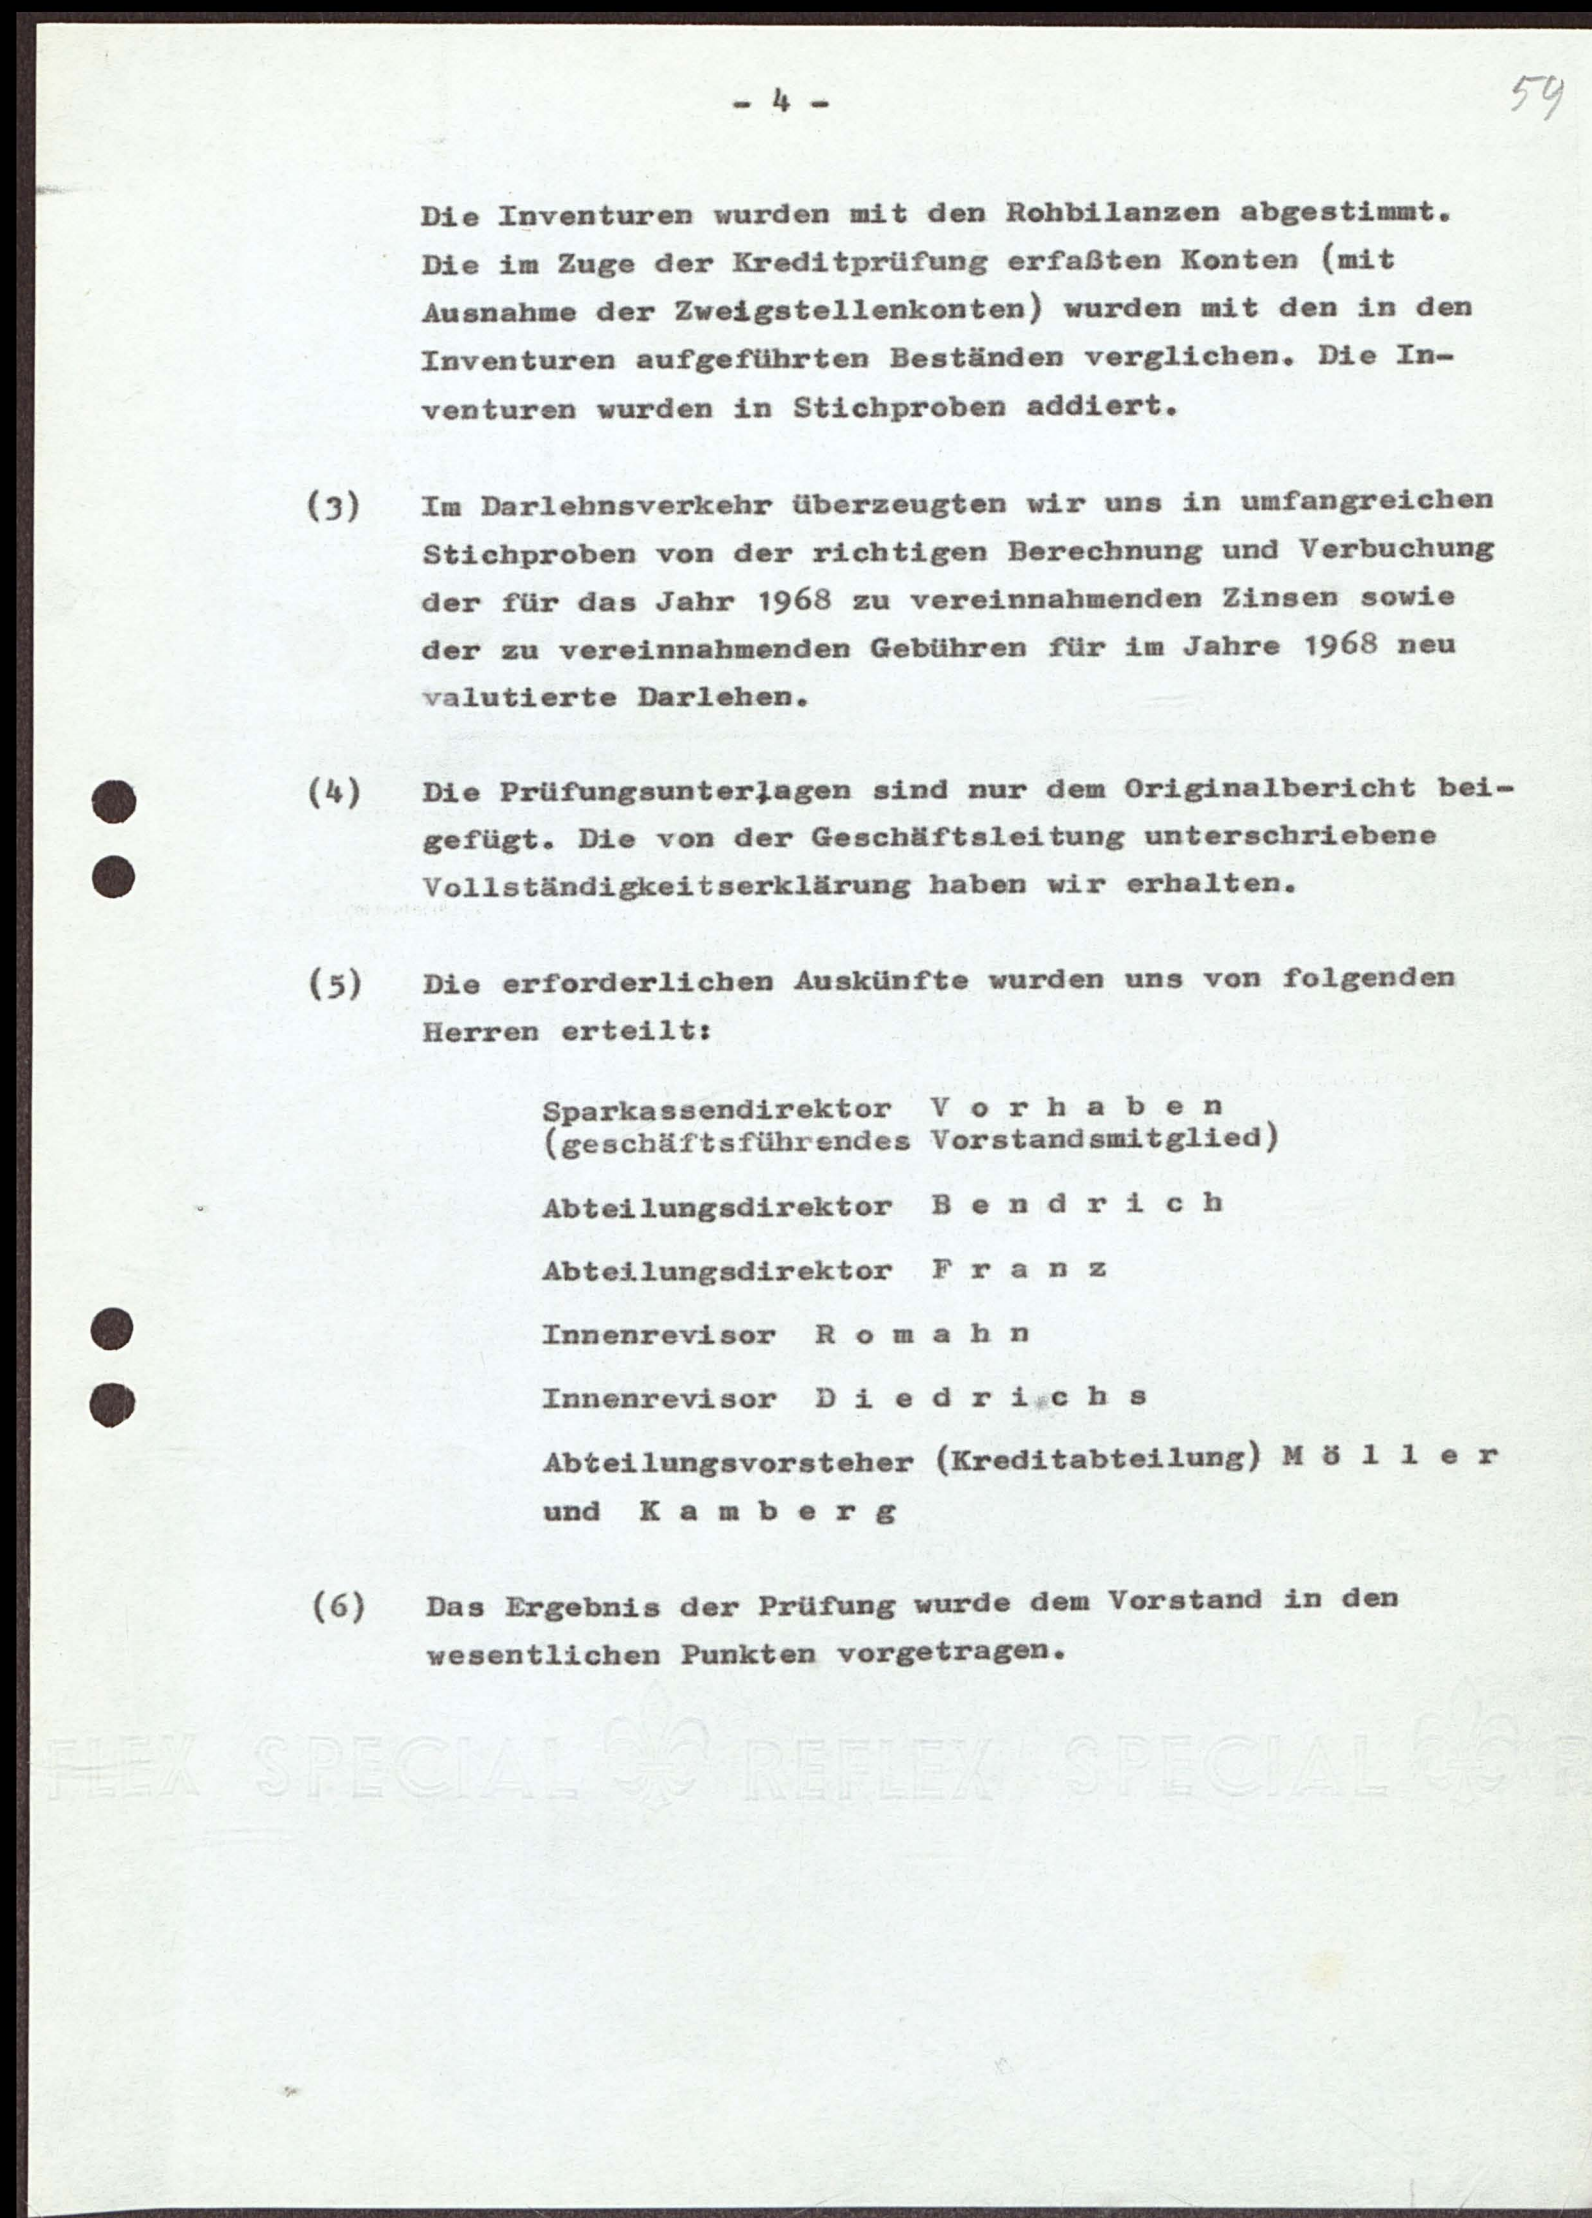 - 4 -
59
Die Inventuren wurden mit den Rohbilanzen abgestimmt.
Die im Zuge der Kreditprüfung erfaßten Konten (mit
Ausnahme der Zweigstellenkonten) wurden mit den in den
Inventuren aufgeführten Beständen verglichen. Die In-
venturen wurden in Stichproben addiert.
(3) Im Darlehnsverkehr überzeugten wir uns in umfangreichen
Stichproben von der richtigen Berechnung und Verbuchung
der für das Jahr 1968 zu vereinnahmenden Zinsen sowie
der zu vereinnahmenden Gebühren für im Jahre 1968 neu
valutierte Darlehen.
(4) Die Prüfungsunterlagen sind nur dem Originalbericht bei-
gefügt. Die von der Geschäftsleitung unterschriebene
Vollständigkeitserklärung haben wir erhalten.
(5) Die erforderlichen Auskünfte wurden uns von folgenden
Herren erteilt:
Sparkassendirektor V o r h a b e n
(geschäftsführendes Vorstandsmitglied)
Abteilungsdirektor B e n d r i c h
Abteilungsdirektor F r a n z
Innenrevisor R o m a h n
Innenrevisor D i e d r i c h s
Abteilungsvorsteher (Kreditabteilung) M ö l l e r
und K a m b e r g
(6) Das Ergebnis der Prüfung wurde dem Vorstand in den
wesentlichen Punkten vorgetragen.
FLEX SPECIAL REFLEX SPECIAL R